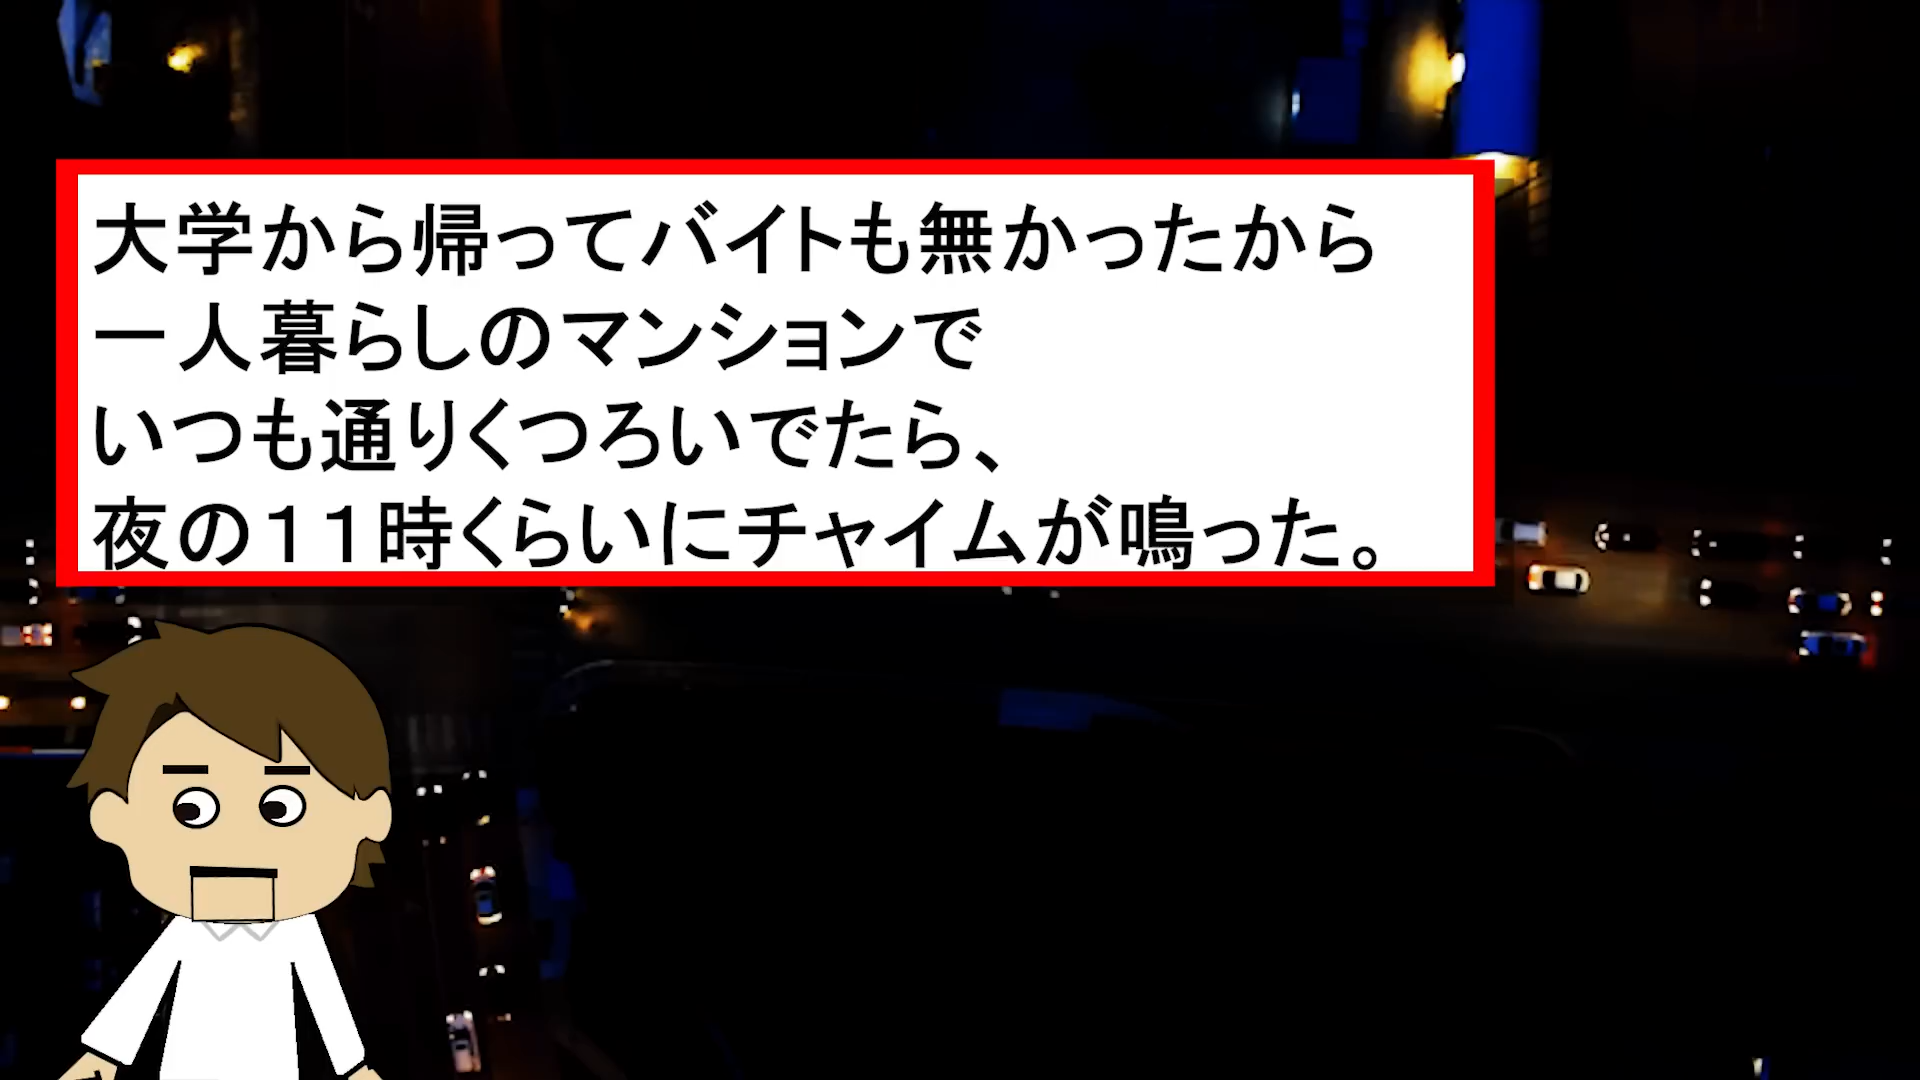 大学から帰ってバイトも無かったから
一人暮らしのマンションで
いつも通りくつろいでたら、
夜の１１時くらいにチャイムが鳴った。